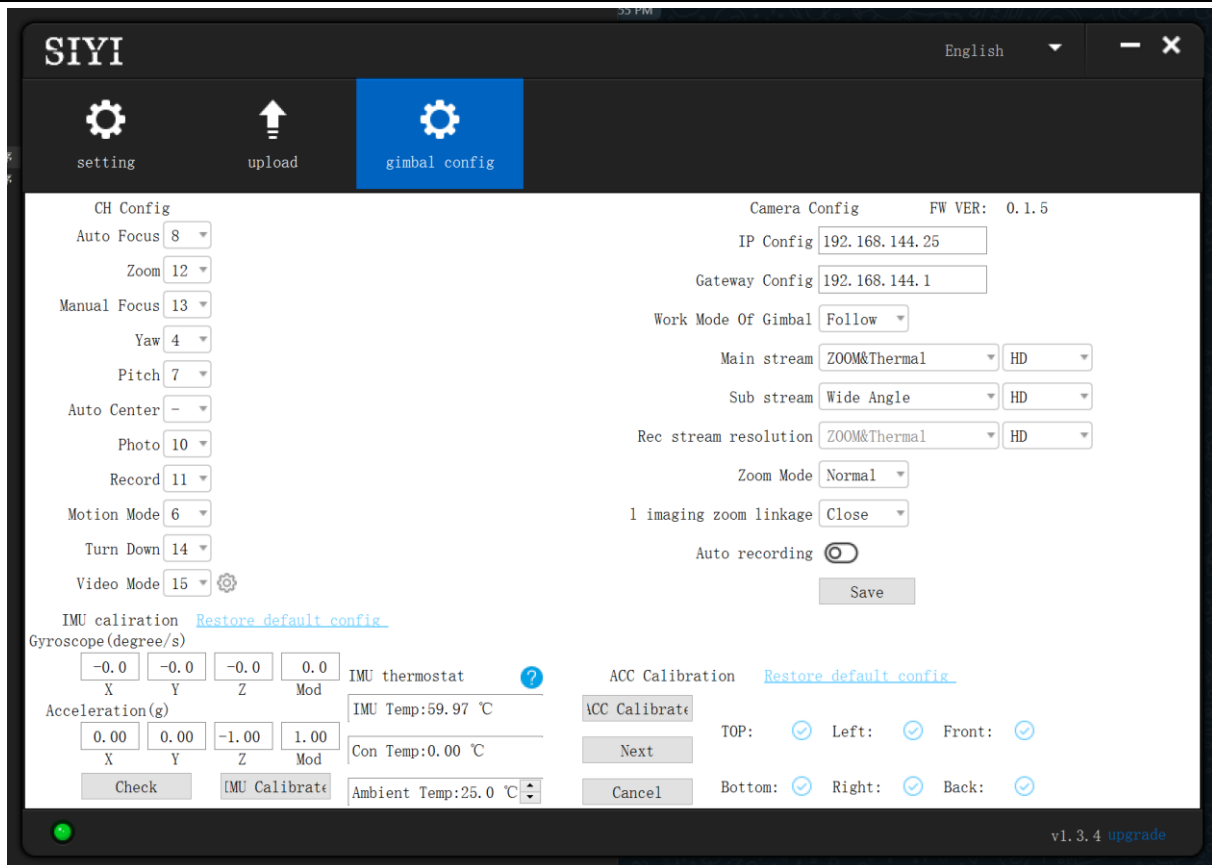 55 PM
SIYI
English
setting
upload
gimbal config
CH Config
Auto Focus 8
Zoom 12
Manual Focus 13
Yaw 4
Pitch 7
Auto Center -
Photo 10
Record 11
Motion Mode 6
Turn Down 14
Video Mode 15
Camera Config FW VER: 0.1.5
IP Config 192.168.144.25
Gateway Config 192.168.144.1
Work Mode Of Gimbal Follow
Main stream ZOOM&Thermal HD
Sub stream Wide Angle HD
Rec stream resolution ZOOM&Thermal HD
Zoom Mode Normal
l imaging zoom linkage Close
Auto recording
Save
IMU caliration Restore default config
Gyroscope(degree/s)
-0.0 -0.0 -0.0 0.0
X Y Z Mod
Acceleration(g)
0.00 0.00 -1.00 1.00
X Y Z Mod
Check IMU Calibrate
IMU thermostat ?
IMU Temp:59.97 ℃
Con Temp:0.00 ℃
Ambient Temp:25.0 ℃
ACC Calibration Restore default config
ACC Calibrate
Next
Cancel
TOP: Left: Front:
Bottom: Right: Back:
v1.3.4 upgrade